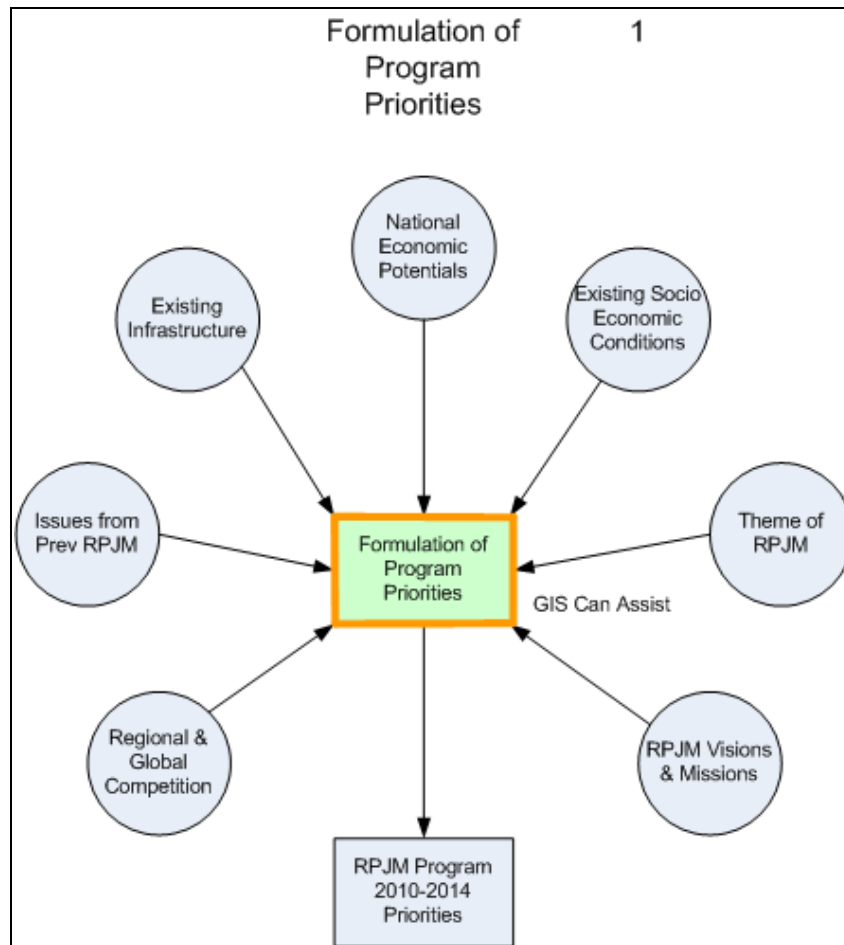 Formulation of 1
Program
Priorities
National
Economic
Potentials
Existing
Infrastructure
Existing Socio
Economic
Conditions
Issues from
Prev RPJM
Formulation of
Program
Priorities
Theme of
RPJM
GIS Can Assist
Regional &
Global
Competition
RPJM Visions
& Missions
RPJM Program
2010-2014
Priorities